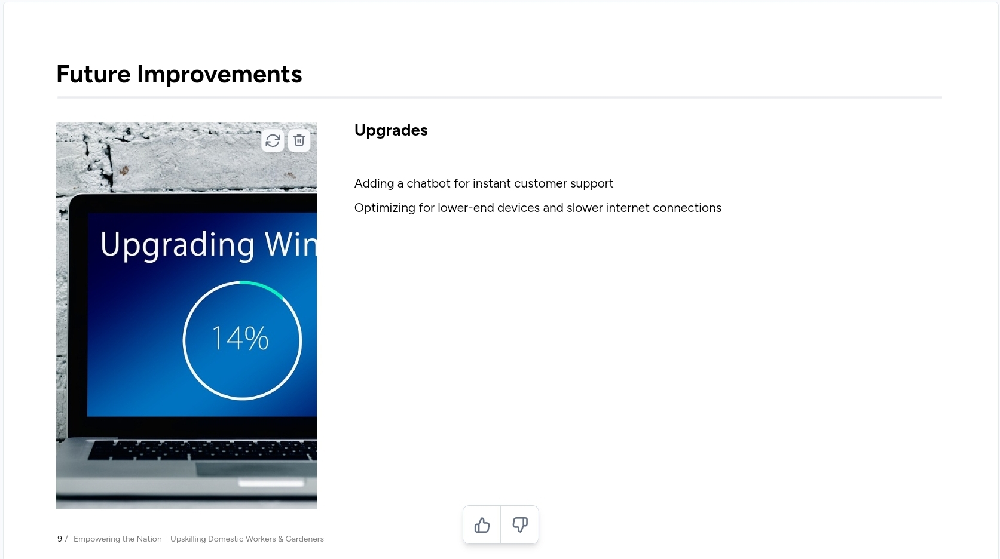 Future Improvements
Upgrades
Adding a chatbot for instant customer support
Optimizing for lower-end devices and slower internet connections
Upgrading Win
14%
9 / Empowering the Nation – Upskilling Domestic Workers & Gardeners